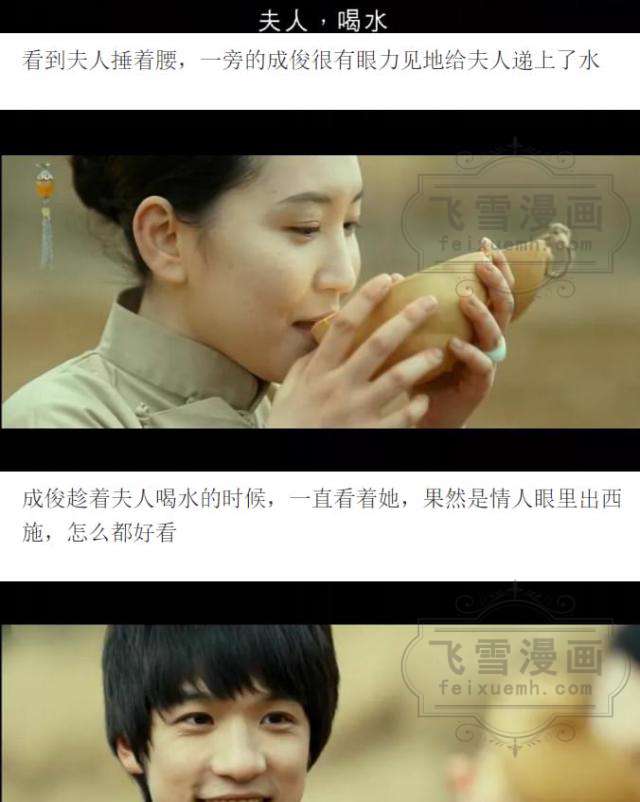 夫人，喝水
看到夫人捶着腰，一旁的成俊很有眼力见地给夫人递上了水
飞雪漫画
feixuemh.com
成俊趁着夫人喝水的时候，一直看着她，果然是情人眼里出西
施，怎么都好看
飞雪漫画
feixuemh.com